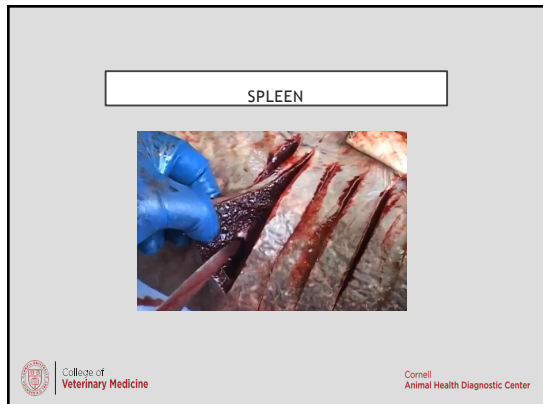 SPLEEN
College of
Veterinary Medicine
Cornell
Animal Health Diagnostic Center